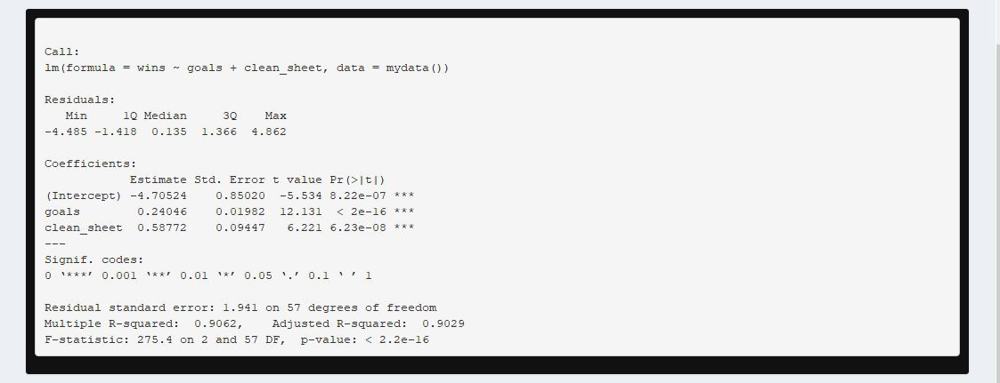 Call:
lm(formula = wins ~ goals + clean_sheet, data = mydata())
Residuals:
   Min     1Q Median     3Q    Max
-4.485 -1.418  0.135  1.366  4.862
Coefficients:
            Estimate Std. Error t value Pr(>|t|)
(Intercept) -4.70524    0.85020  -5.534 8.22e-07 ***
goals        0.24046    0.01982  12.131  < 2e-16 ***
clean_sheet  0.58772    0.09447   6.221 6.23e-08 ***
---
Signif. codes:
0 ‘***’ 0.001 ‘**’ 0.01 ‘*’ 0.05 ‘.’ 0.1 ‘ ’ 1
Residual standard error: 1.941 on 57 degrees of freedom
Multiple R-squared:  0.9062,    Adjusted R-squared:  0.9029
F-statistic: 275.4 on 2 and 57 DF,  p-value: < 2.2e-16